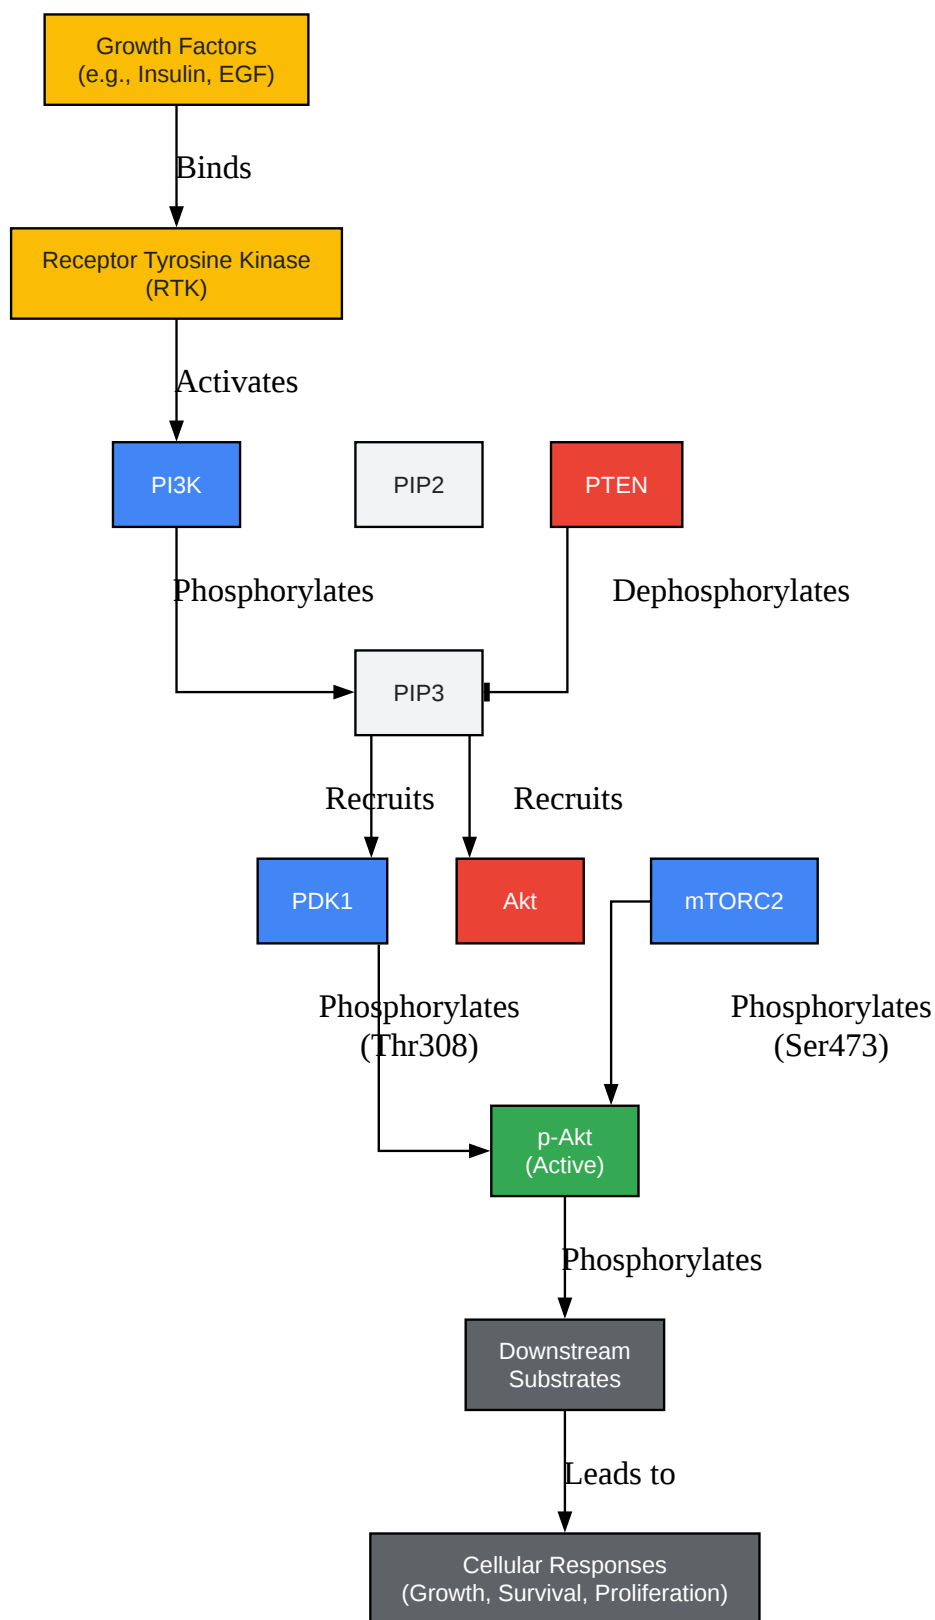 Growth Factors
(e.g., Insulin, EGF)
Binds
Receptor Tyrosine Kinase
(RTK)
Activates
PI3K
PIP2
PTEN
Phosphorylates
Dephosphorylates
PIP3
Recruits
Recruits
PDK1
Akt
mTORC2
Phosphorylates
(Thr308)
Phosphorylates
(Ser473)
p-Akt
(Active)
Phosphorylates
Downstream
Substrates
Leads to
Cellular Responses
(Growth, Survival, Proliferation)